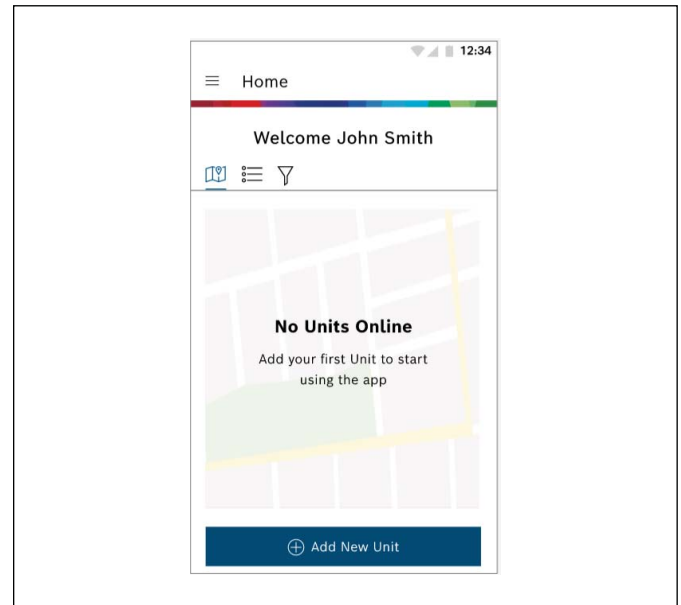 12:34
Home
Welcome John Smith
No Units Online
Add your first Unit to start
using the app
Add New Unit